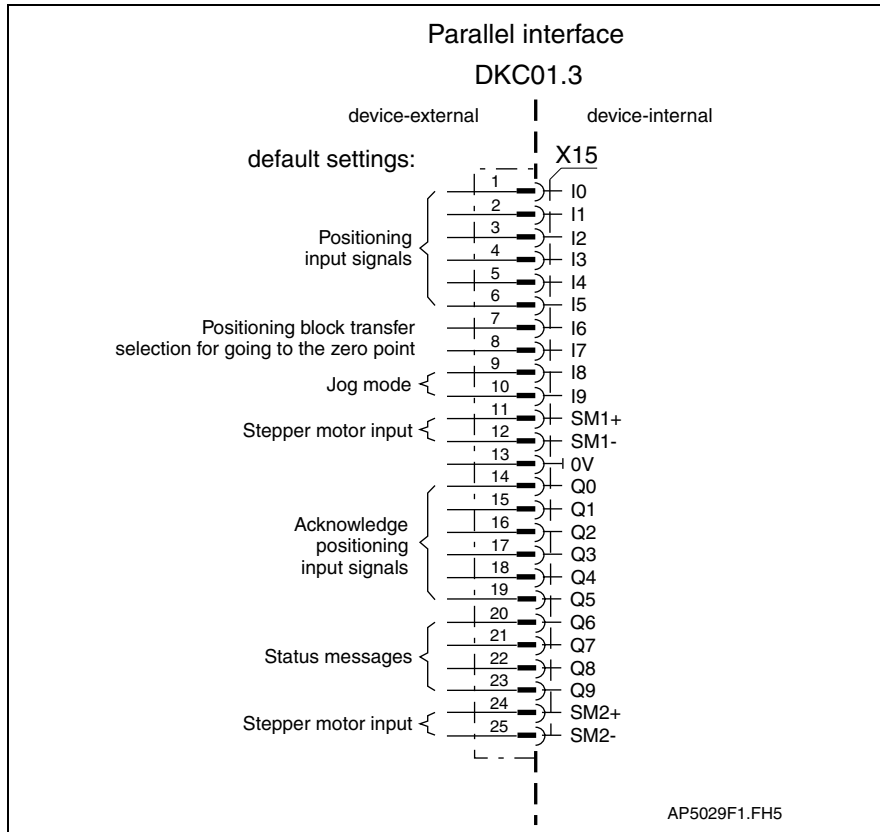 Parallel interface
DKC01.3
device-external device-internal
default settings: X15
1 I0
2 I1
Positioning 3 I2
input signals 4 I3
5 I4
6 I5
Positioning block transfer 7 I6
selection for going to the zero point 8 I7
Jog mode 9 I8
10 I9
Stepper motor input 11 SM1+
12 SM1-
13 0V
14 Q0
15 Q1
Acknowledge 16 Q2
positioning 17 Q3
input signals 18 Q4
19 Q5
20 Q6
Status messages 21 Q7
22 Q8
23 Q9
Stepper motor input 24 SM2+
25 SM2-
AP5029F1.FH5